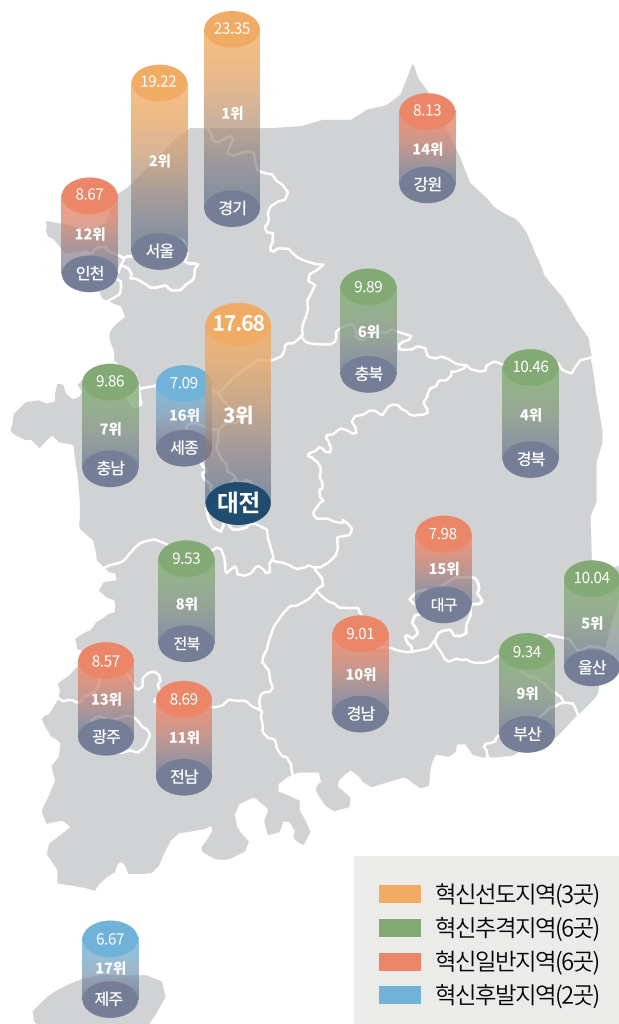 23.35
1위
경기
19.22
2위
서울
8.13
14위
강원
8.67
12위
인천
9.89
6위
충북
17.68
3위
대전
10.46
4위
경북
9.86
7위
충남
7.09
16위
세종
7.98
15위
대구
9.53
8위
전북
10.04
5위
울산
9.01
10위
경남
9.34
9위
부산
8.57
13위
광주
8.69
11위
전남
6.67
17위
제주
혁신선도지역(3곳)
혁신추격지역(6곳)
혁신일반지역(6곳)
혁신후발지역(2곳)